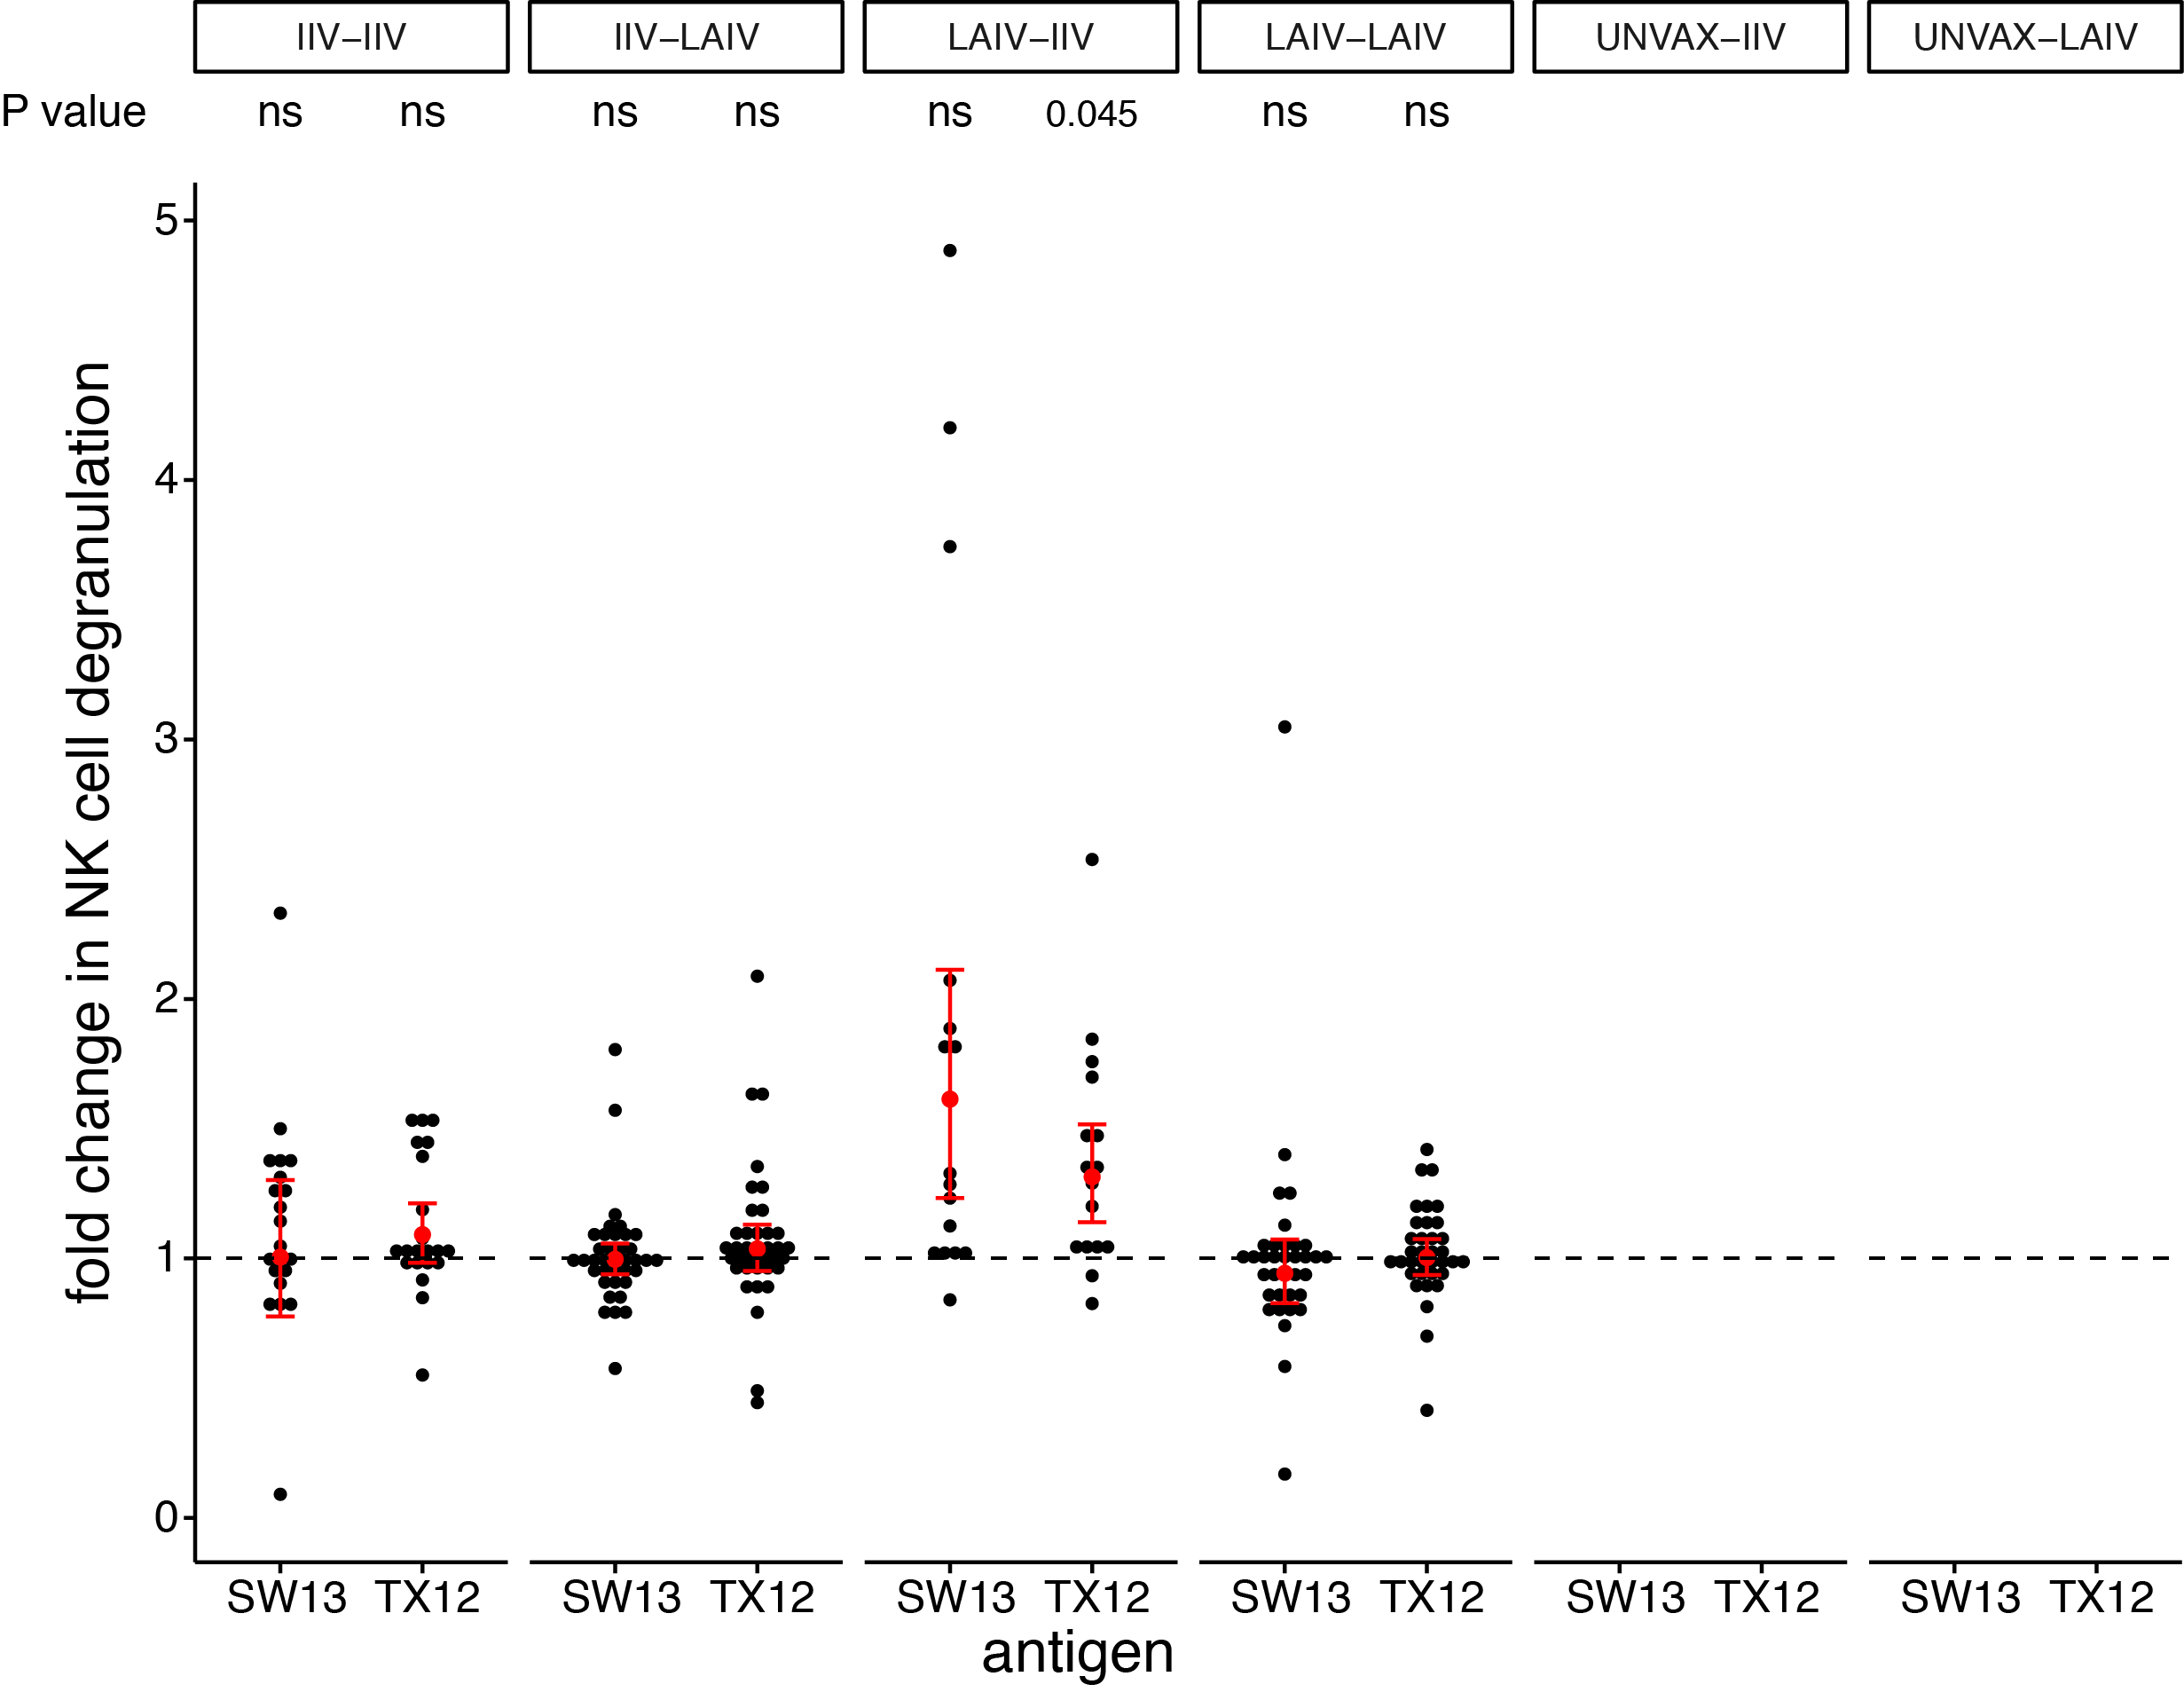 IIV–IIV IIV–LAIV LAIV–IIV LAIV–LAIV UNVAX–IIV UNVAX–LAIV
P value ns ns ns ns ns 0.045 ns ns
fold change in NK cell degranulation
5
4
3
2
1
0
SW13 TX12 SW13 TX12 SW13 TX12 SW13 TX12 SW13 TX12 SW13 TX12
antigen